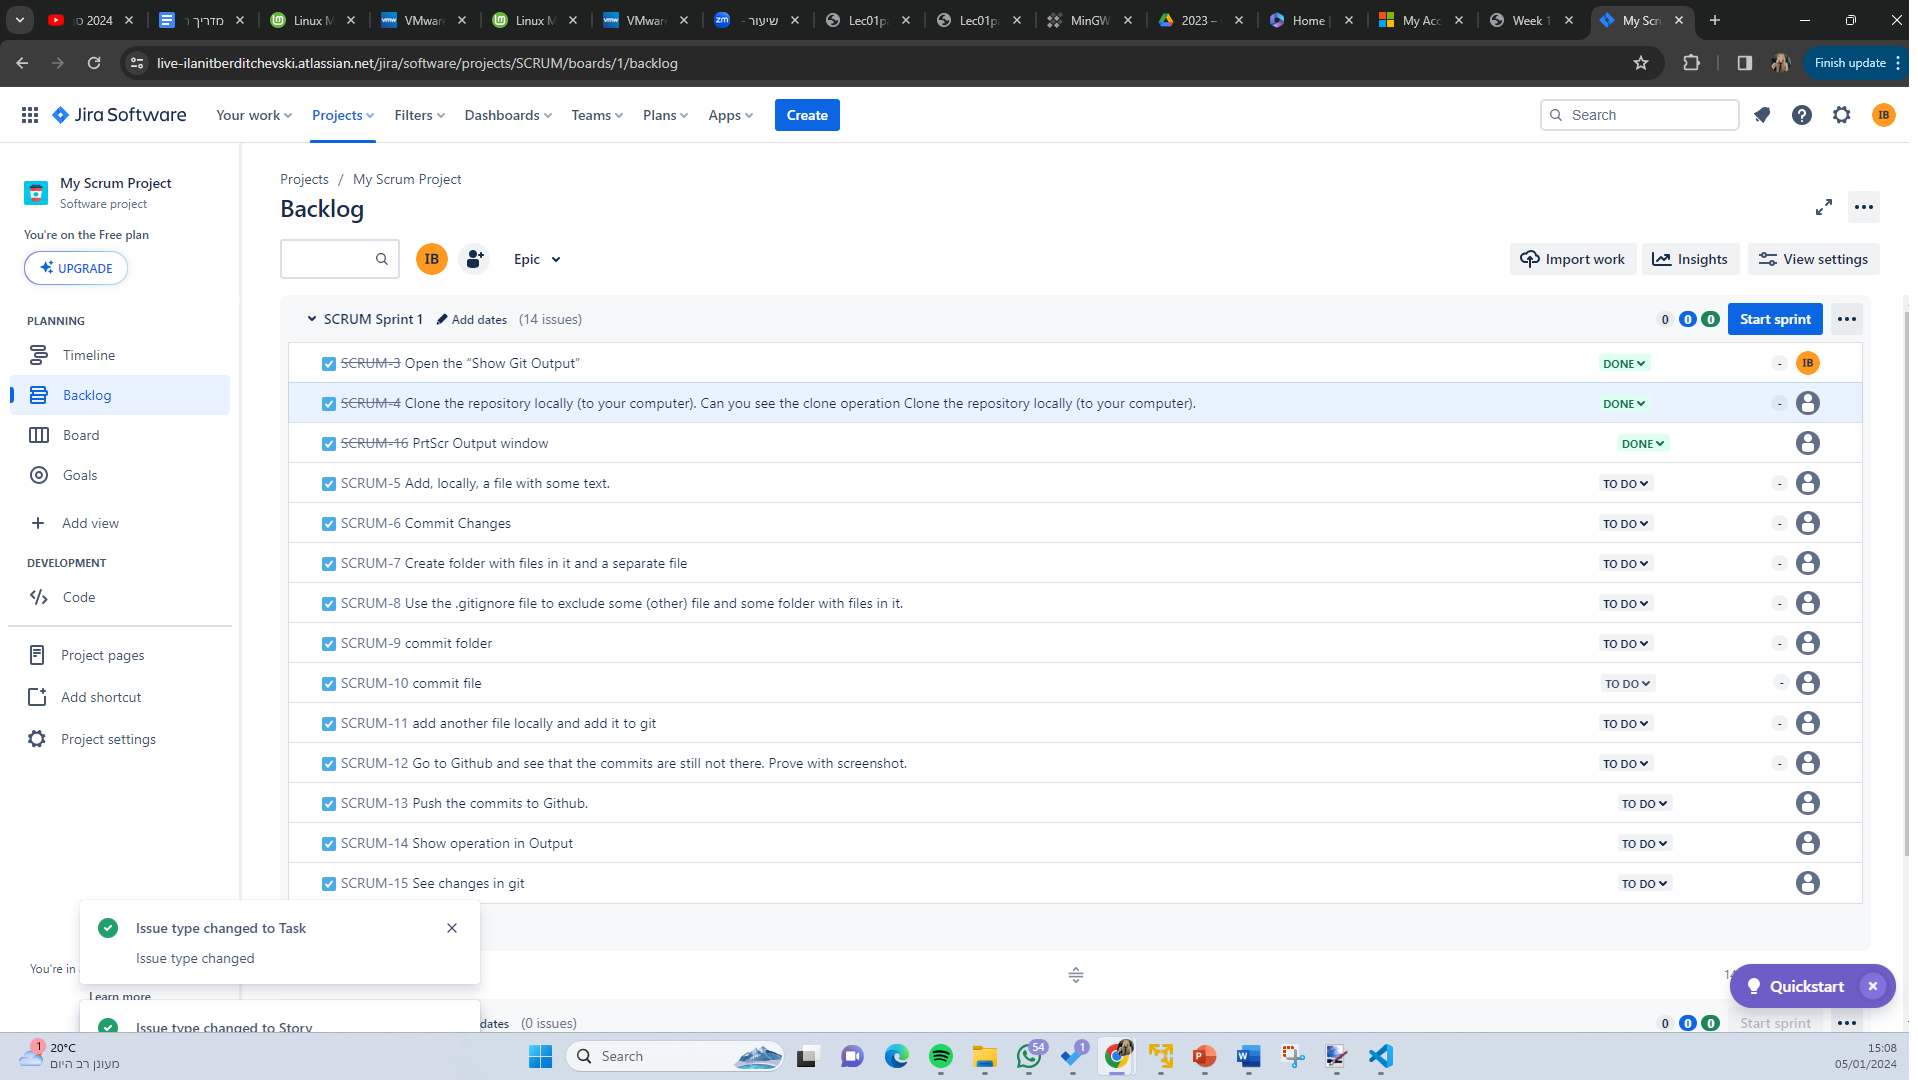 2024 סר
מדריך ר
Linux M
VMware
Linux M
VMware
שיעור -
Lec01pa
Lec01pa
MinGW
2023 –
Home |
My Acc
Week 1
My Scru
live-ilanitberditchevski.atlassian.net/jira/software/projects/SCRUM/boards/1/backlog
Finish update
Jira Software
Your work
Projects
Filters
Dashboards
Teams
Plans
Apps
Create
Search
IB
My Scrum Project
Software project
You're on the Free plan
UPGRADE
PLANNING
Timeline
Backlog
Board
Goals
Add view
DEVELOPMENT
Code
Project pages
Add shortcut
Project settings
Projects / My Scrum Project
Backlog
IB
Epic
Import work
Insights
View settings
SCRUM Sprint 1 Add dates (14 issues) 0 0 0 Start sprint
SCRUM-3 Open the “Show Git Output” DONE - IB
SCRUM-4 Clone the repository locally (to your computer). Can you see the clone operation Clone the repository locally (to your computer). DONE -
SCRUM-16 PrtScr Output window DONE
SCRUM-5 Add, locally, a file with some text. TO DO -
SCRUM-6 Commit Changes TO DO -
SCRUM-7 Create folder with files in it and a separate file TO DO -
SCRUM-8 Use the .gitignore file to exclude some (other) file and some folder with files in it. TO DO -
SCRUM-9 commit folder TO DO -
SCRUM-10 commit file TO DO -
SCRUM-11 add another file locally and add it to git TO DO -
SCRUM-12 Go to Github and see that the commits are still not there. Prove with screenshot. TO DO -
SCRUM-13 Push the commits to Github. TO DO
SCRUM-14 Show operation in Output TO DO
SCRUM-15 See changes in git TO DO
Issue type changed to Task
Issue type changed
You're in
Learn more
Issue type changed to Story
14
Quickstart
dates (0 issues) 0 0 0 Start sprint
1
20°C
מעונן רב היום
Search
54
1
15:08
05/01/2024